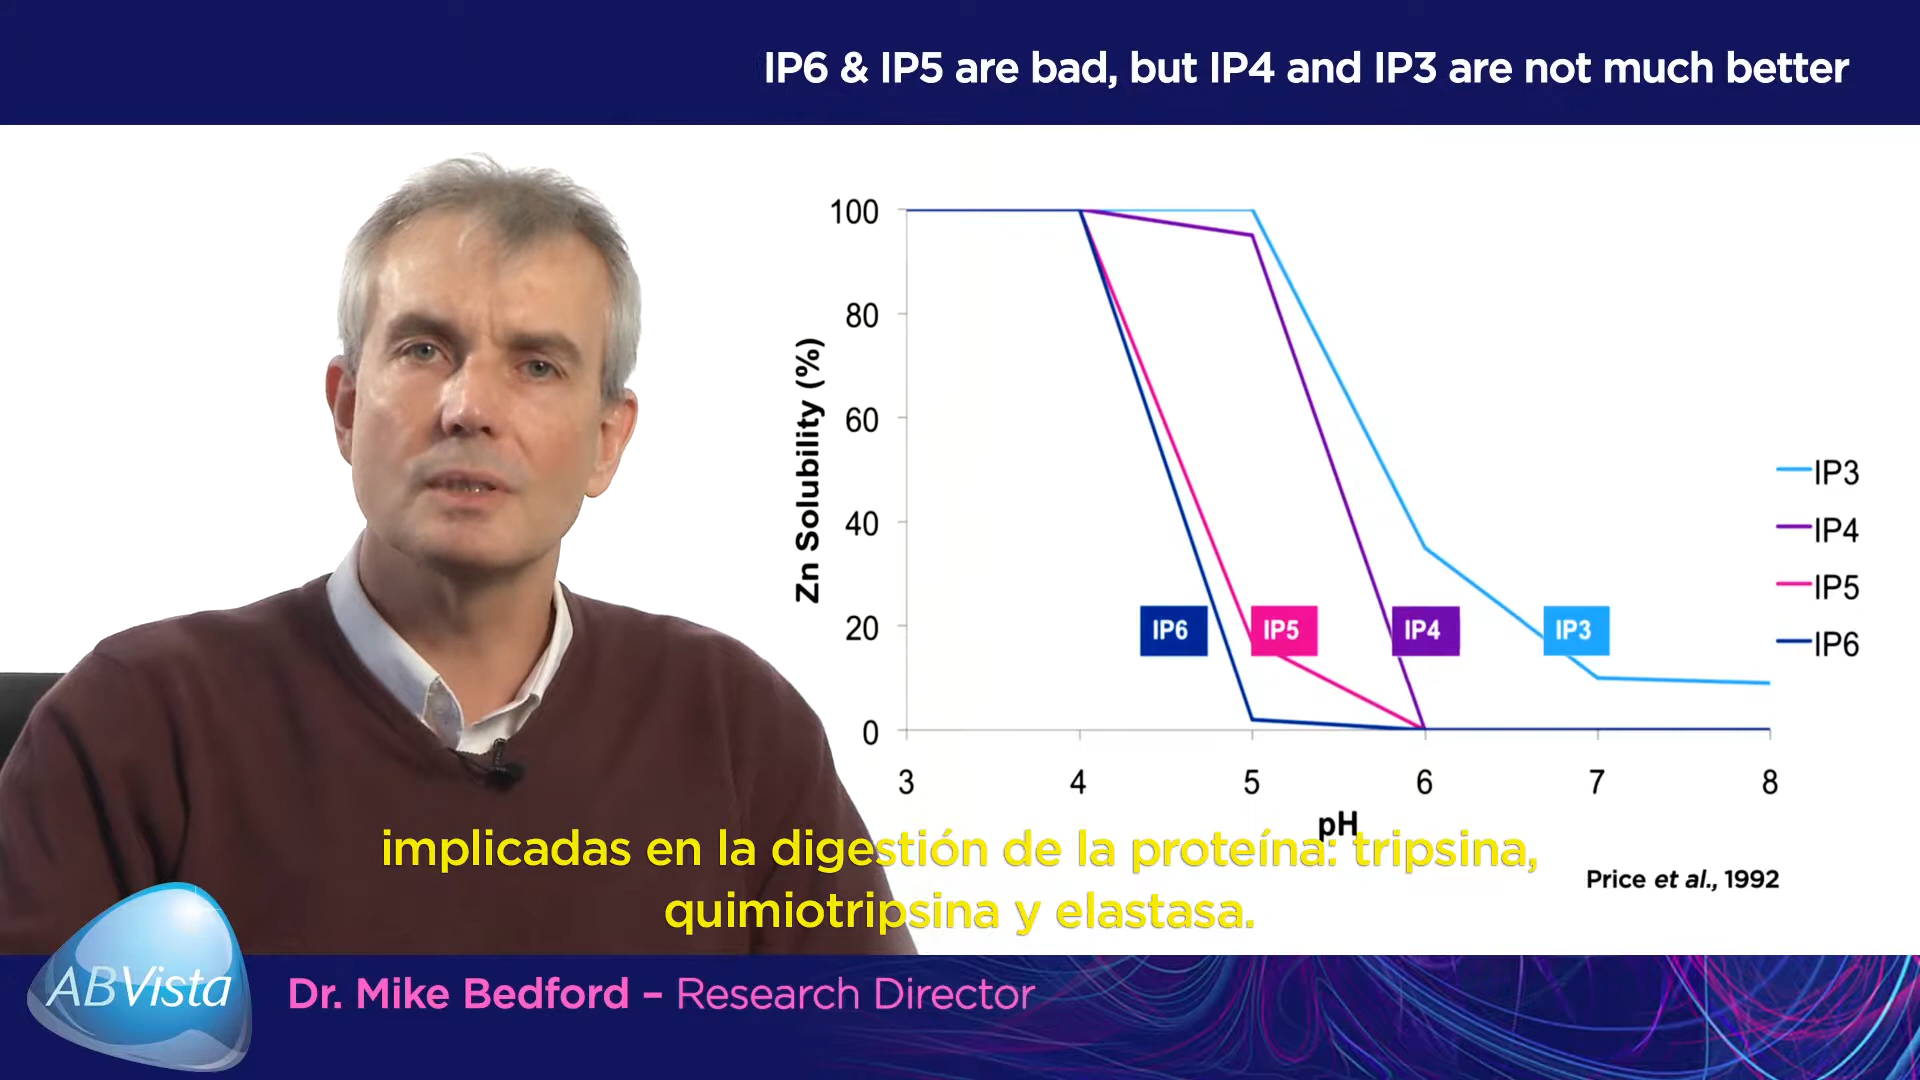 IP6 & IP5 are bad, but IP4 and IP3 are not much better
100
80
60
40
20
0
Zn Solubility (%)
IP6
IP5
IP4
IP3
IP3
IP4
IP5
IP6
3 4 5 6 7 8
pH
implicadas en la digestión de la proteína: tripsina,
quimiotripsina y elastasa.
Price et al., 1992
ABVista
Dr. Mike Bedford – Research Director